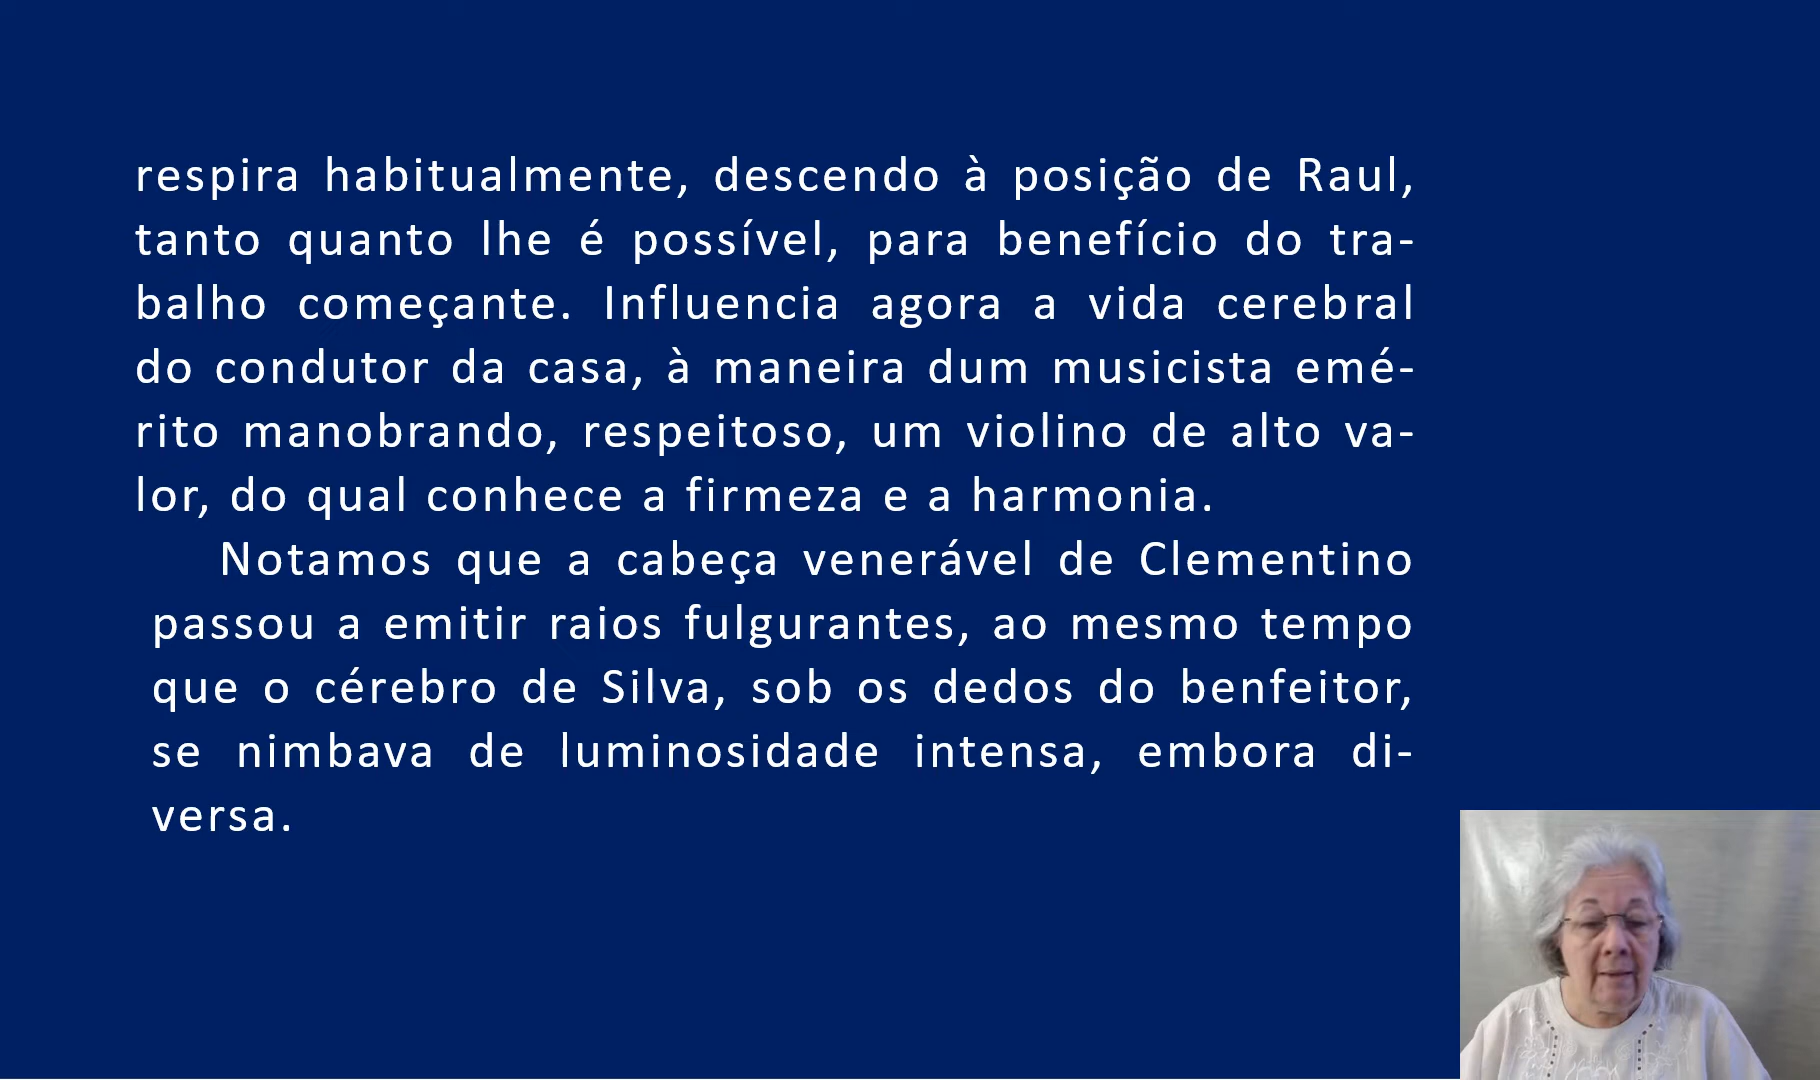 respira habitualmente, descendo à posição de Raul,
tanto quanto lhe é possível, para benefício do tra-
balho começante. Influencia agora a vida cerebral
do condutor da casa, à maneira dum musicista emé-
rito manobrando, respeitoso, um violino de alto va-
lor, do qual conhece a firmeza e a harmonia.
Notamos que a cabeça venerável de Clementino
passou a emitir raios fulgurantes, ao mesmo tempo
que o cérebro de Silva, sob os dedos do benfeitor,
se nimbava de luminosidade intensa, embora di-
versa.